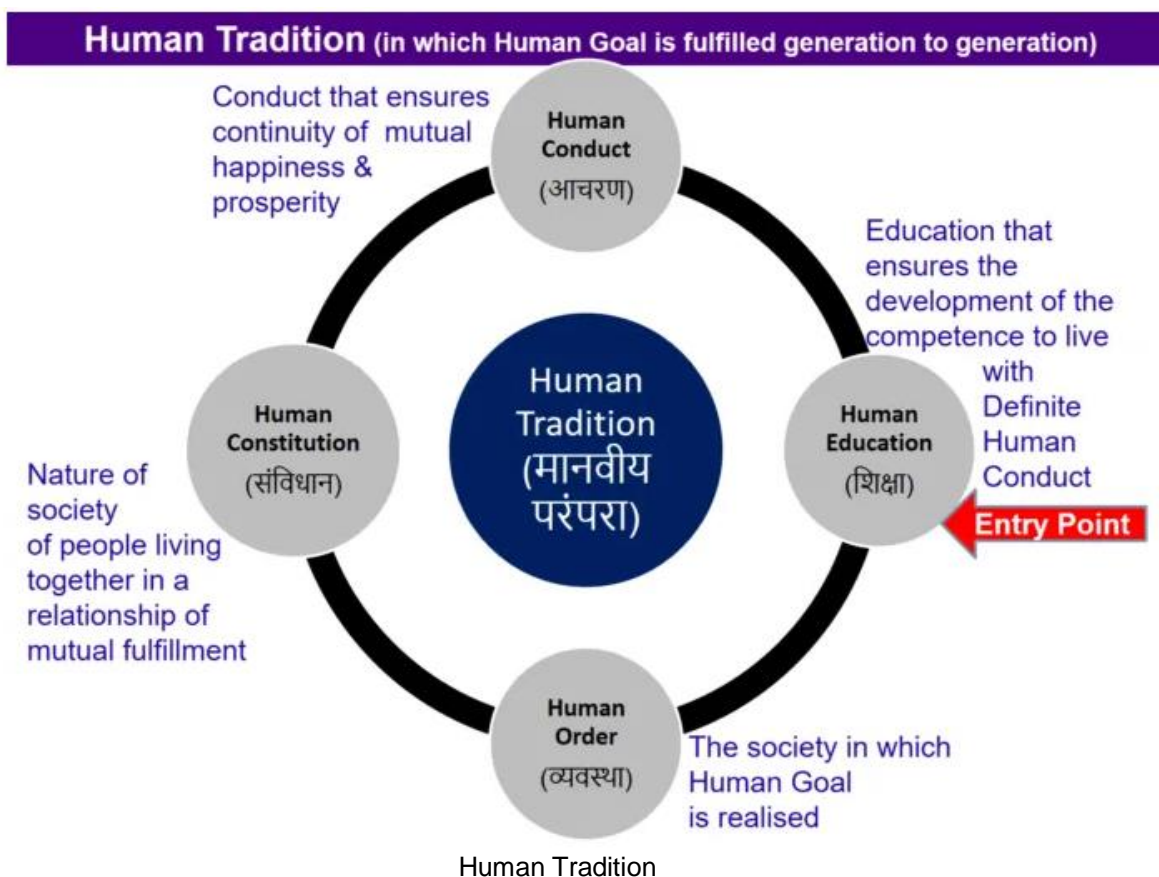 Human Tradition (in which Human Goal is fulfilled generation to generation)
Conduct that ensures
continuity of mutual
happiness &
prosperity
Human
Conduct
(आचरण)
Education that
ensures the
development of the
competence to live
with
Definite
Human
Conduct
Human
Tradition
(मानवीय
परंपरा)
Human
Constitution
(संविधान)
Human
Education
(शिक्षा)
Entry Point
Nature of
society
of people living
together in a
relationship of
mutual fulfillment
Human
Order
(व्यवस्था)
The society in which
Human Goal
is realised
Human Tradition